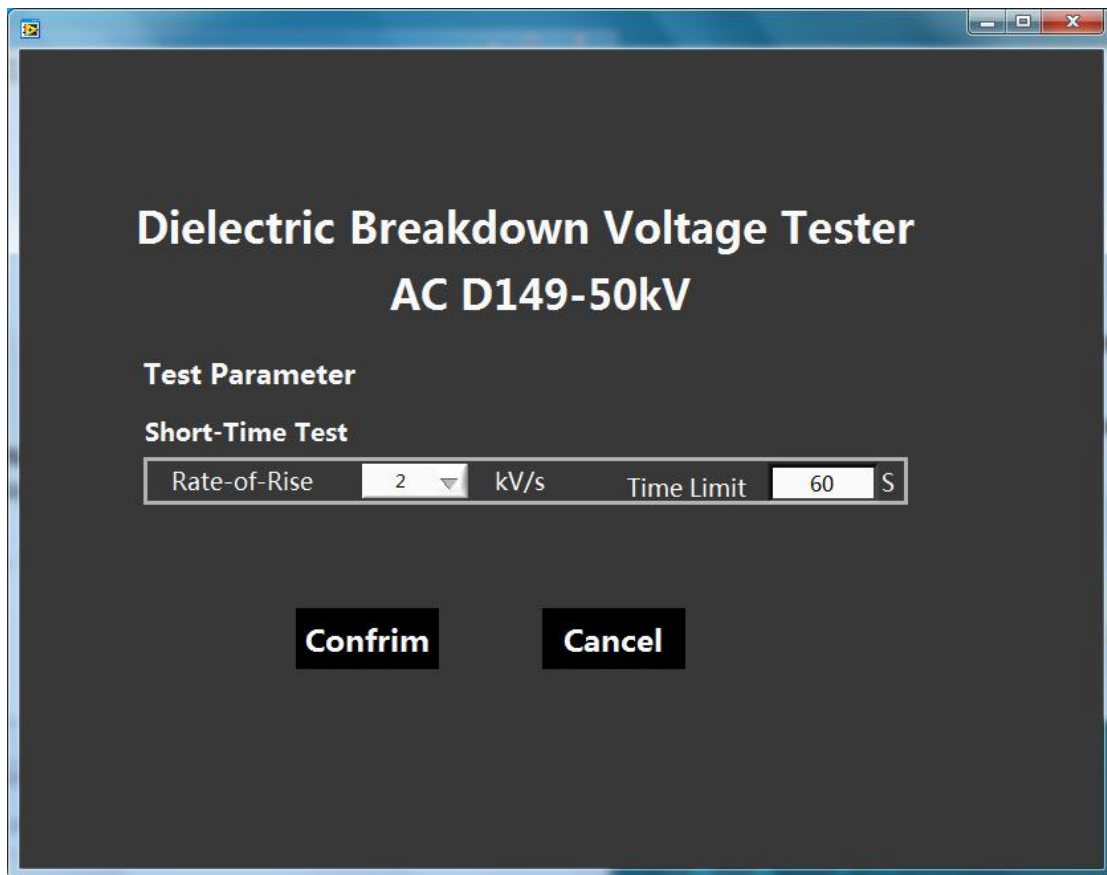 Dielectric Breakdown Voltage Tester
AC D149-50kV
Test Parameter
Short-Time Test
Rate-of-Rise 2 kV/s Time Limit 60 S
Confrim Cancel